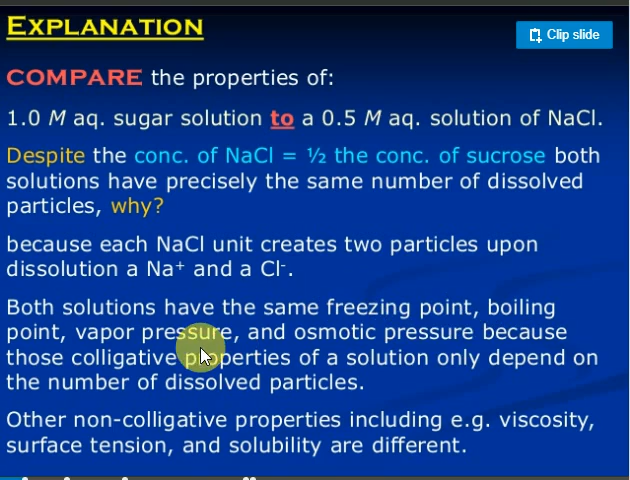 EXPLANATION
Clip slide
COMPARE the properties of:
1.0 M aq. sugar solution to a 0.5 M aq. solution of NaCl.
Despite the conc. of NaCl = ½ the conc. of sucrose both
solutions have precisely the same number of dissolved
particles, why?
because each NaCl unit creates two particles upon
dissolution a Na⁺ and a Cl⁻.
Both solutions have the same freezing point, boiling
point, vapor pressure, and osmotic pressure because
those colligative properties of a solution only depend on
the number of dissolved particles.
Other non-colligative properties including e.g. viscosity,
surface tension, and solubility are different.